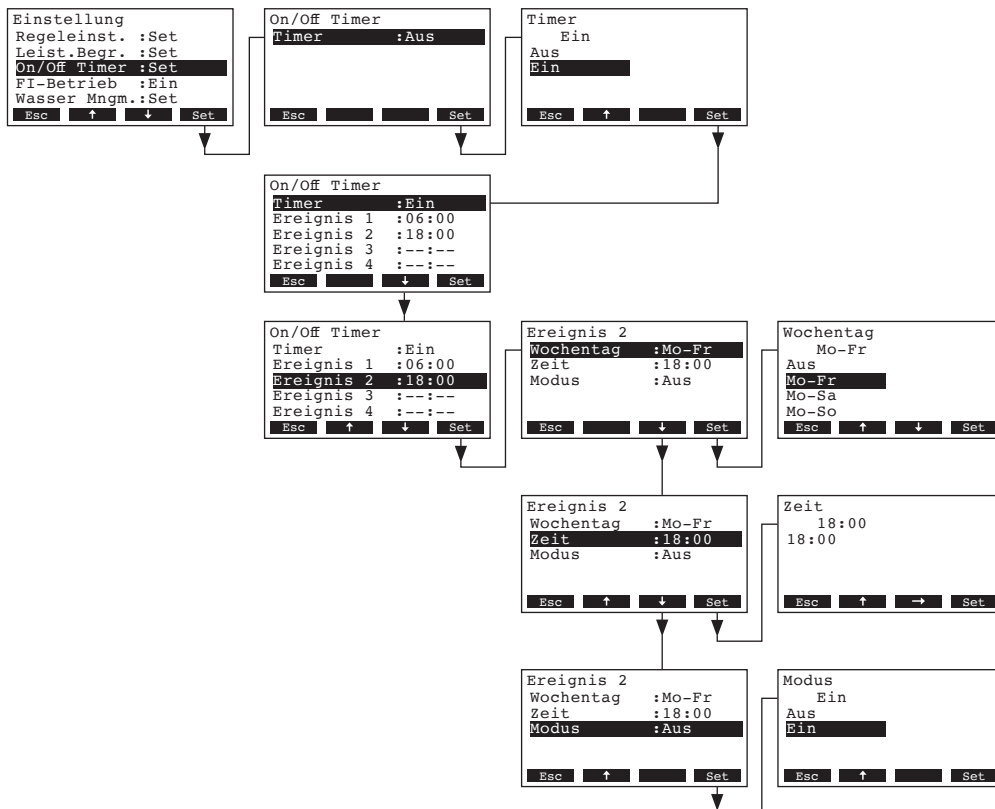 Einstellung
Regeleinst. :Set
Leist.Begr. :Set
On/Off Timer :Set
FI-Betrieb :Ein
Wasser Mngm.:Set
Esc ↑ ↓ Set
On/Off Timer
Timer :Aus
Esc Set
Timer
Ein
Aus
Ein
Esc ↑ Set
On/Off Timer
Timer :Ein
Ereignis 1 :06:00
Ereignis 2 :18:00
Ereignis 3 :--:--
Ereignis 4 :--:--
Esc ↓ Set
On/Off Timer
Timer :Ein
Ereignis 1 :06:00
Ereignis 2 :18:00
Ereignis 3 :--:--
Ereignis 4 :--:--
Esc ↑ ↓ Set
Ereignis 2
Wochentag :Mo-Fr
Zeit :18:00
Modus :Aus
Esc ↓ Set
Wochentag
Mo-Fr
Aus
Mo-Fr
Mo-Sa
Mo-So
Esc ↑ ↓ Set
Ereignis 2
Wochentag :Mo-Fr
Zeit :18:00
Modus :Aus
Esc ↑ ↓ Set
Zeit
18:00
18:00
Esc ↑ → Set
Ereignis 2
Wochentag :Mo-Fr
Zeit :18:00
Modus :Aus
Esc ↑ Set
Modus
Ein
Aus
Ein
Esc ↑ Set